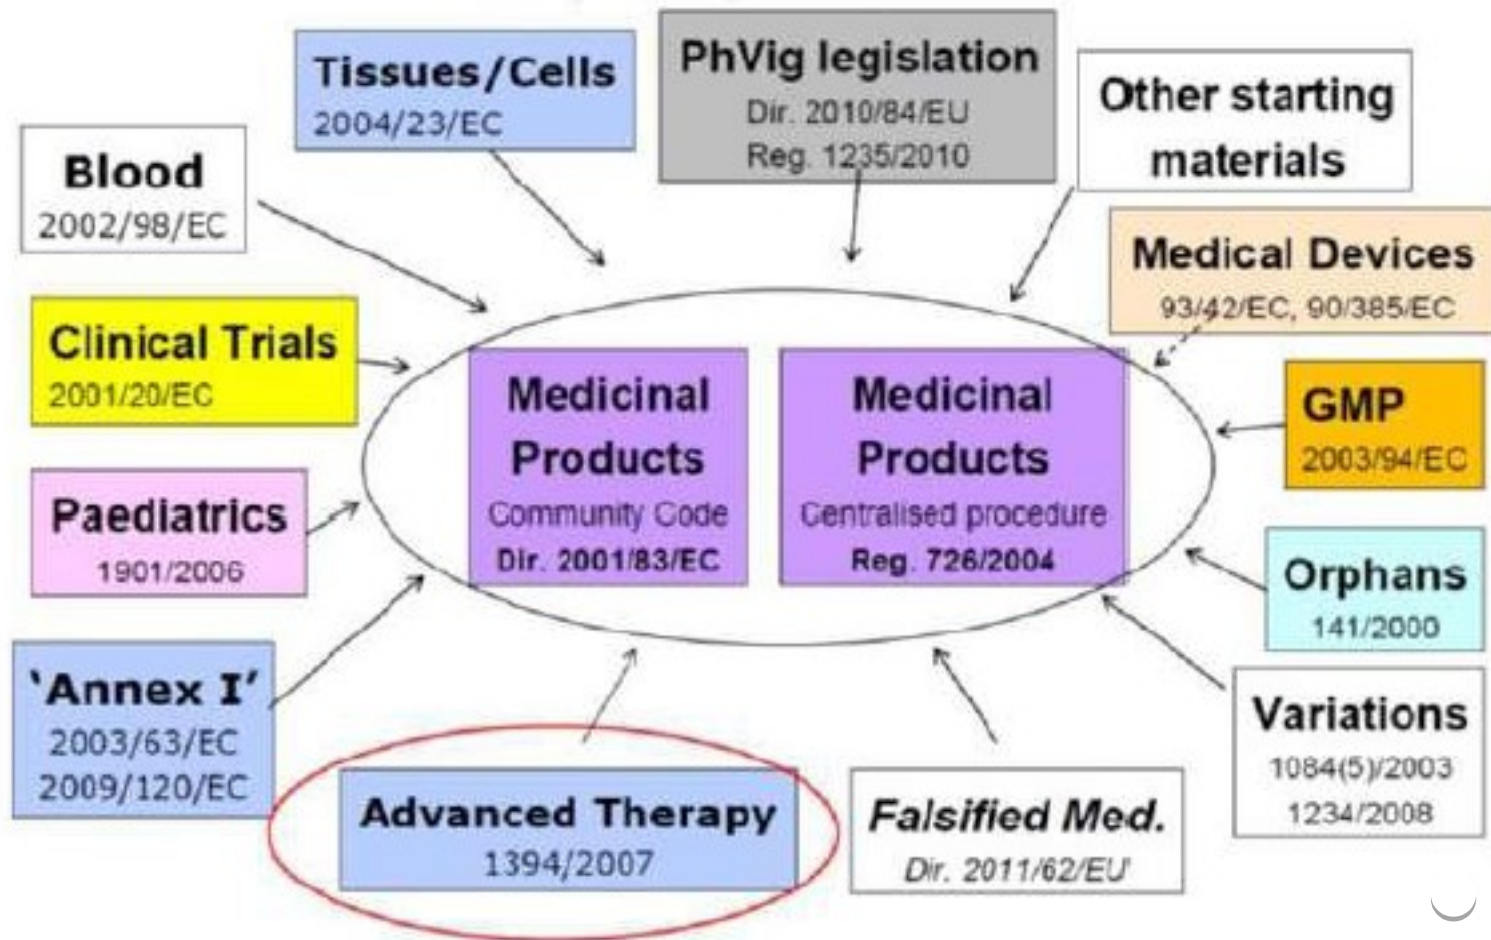 Tissues/Cells
2004/23/EC
PhVig legislation
Dir. 2010/84/EU
Reg. 1235/2010
Other starting
materials
Blood
2002/98/EC
Medical Devices
93/42/EC, 90/385/EC
Clinical Trials
2001/20/EC
Medicinal
Products
Community Code
Dir. 2001/83/EC
Medicinal
Products
Centralised procedure
Reg. 726/2004
GMP
2003/94/EC
Paediatrics
1901/2006
Orphans
141/2000
'Annex I'
2003/63/EC
2009/120/EC
Variations
1084(5)/2003
1234/2008
Advanced Therapy
1394/2007
Falsified Med.
Dir. 2011/62/EU